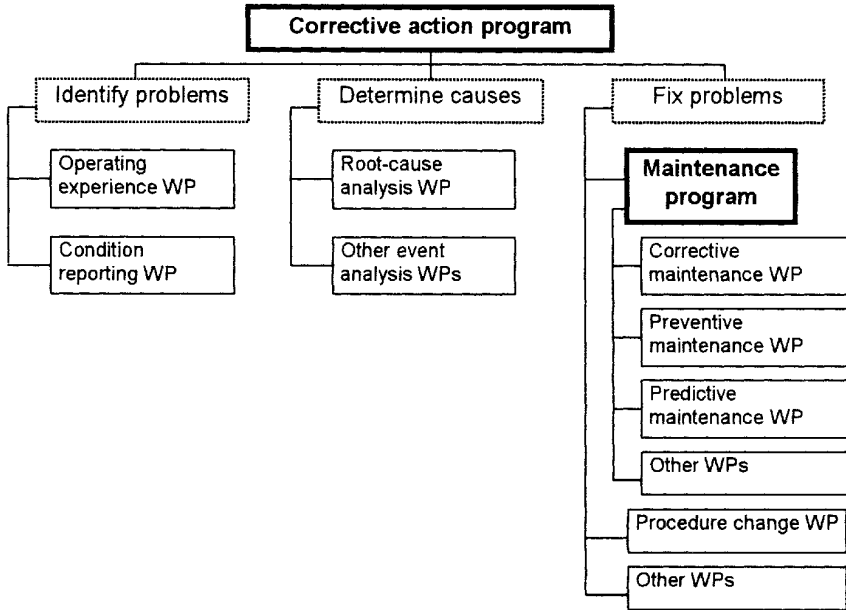 Corrective action program
Identify problems
Determine causes
Fix problems
Operating
experience WP
Condition
reporting WP
Root-cause
analysis WP
Other event
analysis WPs
Maintenance
program
Corrective
maintenance WP
Preventive
maintenance WP
Predictive
maintenance WP
Other WPs
Procedure change WP
Other WPs